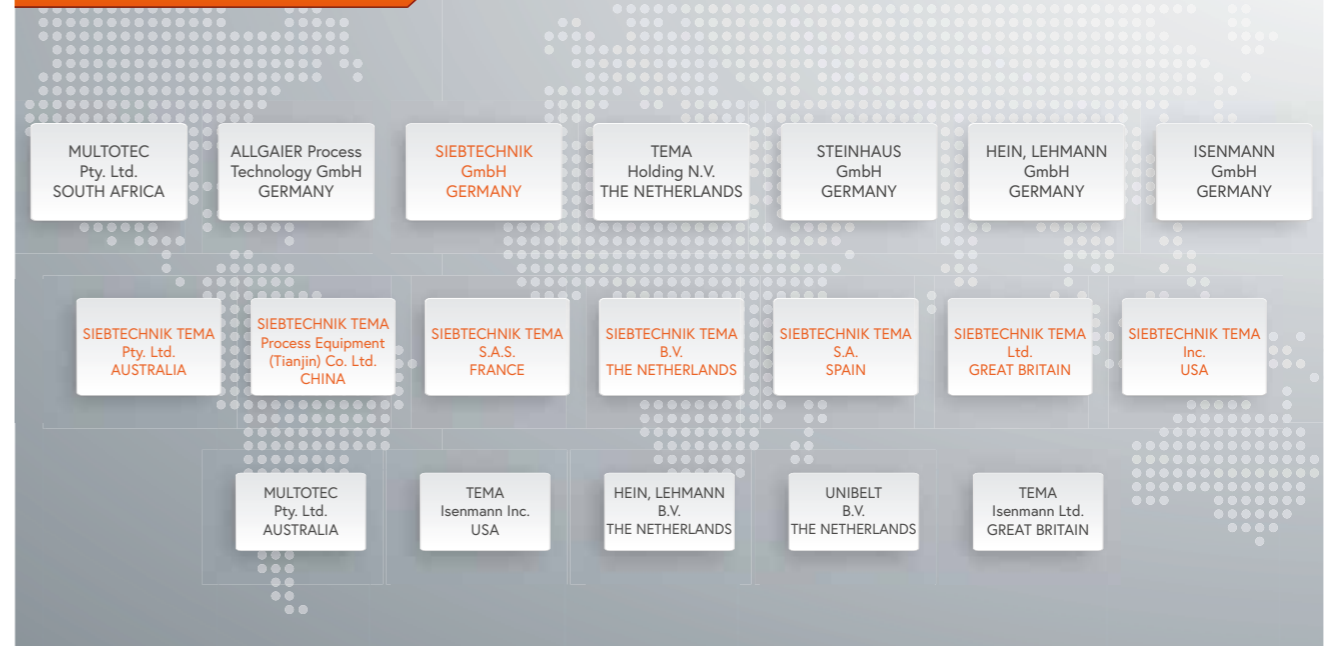 MULTOTEC
Pty. Ltd.
SOUTH AFRICA
ALLGAIER Process
Technology GmbH
GERMANY
SIEBTECHNIK
GmbH
GERMANY
TEMA
Holding N.V.
THE NETHERLANDS
STEINHAUS
GmbH
GERMANY
HEIN, LEHMANN
GmbH
GERMANY
ISENMANN
GmbH
GERMANY
SIEBTECHNIK TEMA
Pty. Ltd.
AUSTRALIA
SIEBTECHNIK TEMA
Process Equipment
(Tianjin) Co. Ltd.
CHINA
SIEBTECHNIK TEMA
S.A.S.
FRANCE
SIEBTECHNIK TEMA
B.V.
THE NETHERLANDS
SIEBTECHNIK TEMA
S.A.
SPAIN
SIEBTECHNIK TEMA
Ltd.
GREAT BRITAIN
SIEBTECHNIK TEMA
Inc.
USA
MULTOTEC
Pty. Ltd.
AUSTRALIA
TEMA
Isenmann Inc.
USA
HEIN, LEHMANN
B.V.
THE NETHERLANDS
UNIBELT
B.V.
THE NETHERLANDS
TEMA
Isenmann Ltd.
GREAT BRITAIN